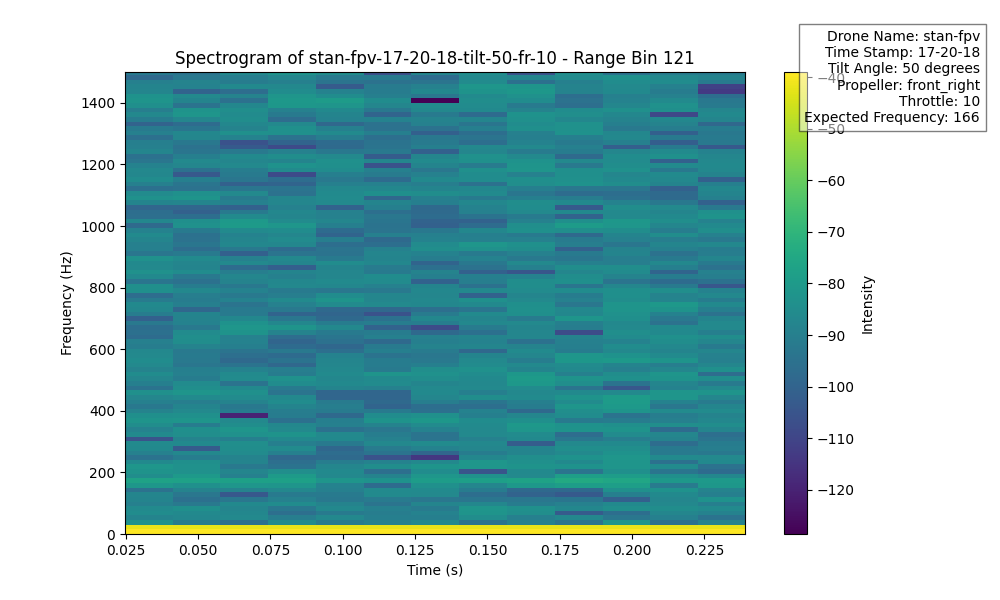 Spectrogram of stan-fpv-17-20-18-tilt-50-fr-10 - Range Bin 121
Drone Name: stan-fpv
Time Stamp: 17-20-18
Tilt Angle: 50 degrees
Propeller: front_right
Throttle: 10
Expected Frequency: 166
Frequency (Hz)
1400
1200
1000
800
600
400
200
0
0.025
0.050
0.075
0.100
0.125
0.150
0.175
0.200
0.225
Time (s)
−40
−50
−60
−70
−80
−90
−100
−110
−120
Intensity